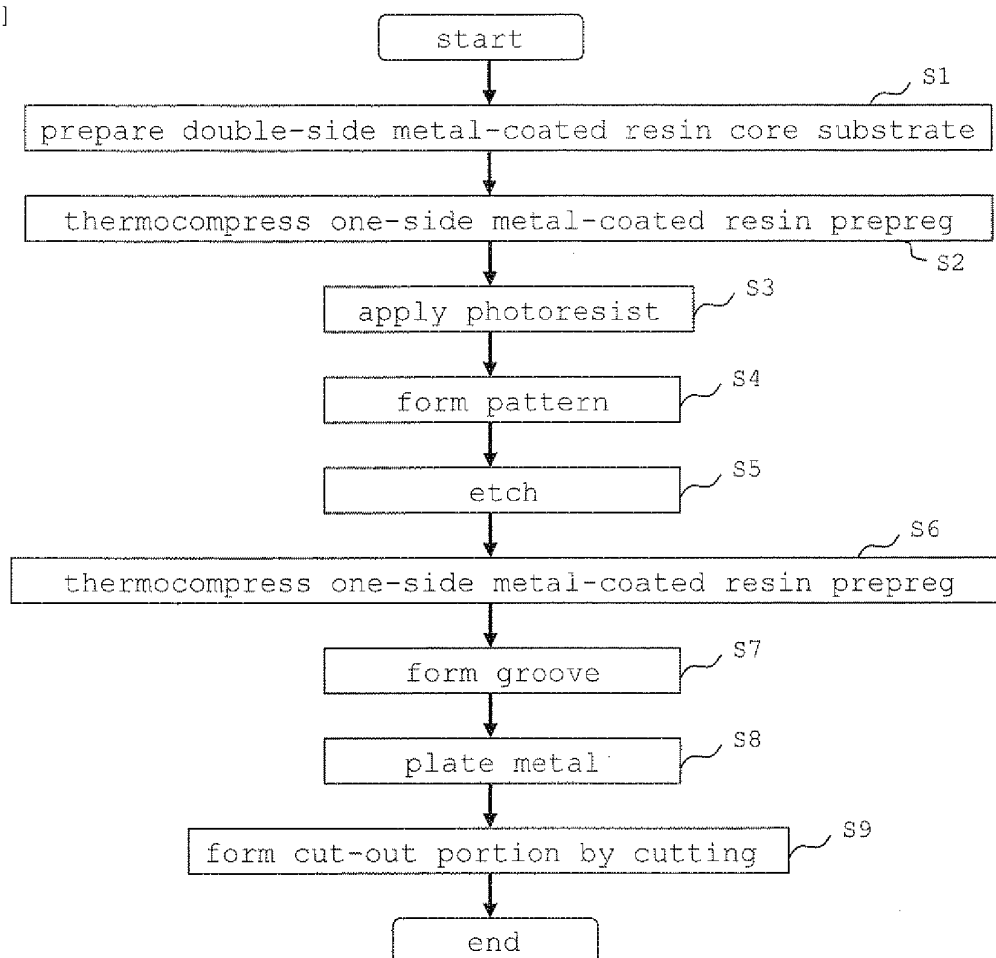 ]
start
S1
prepare double-side metal-coated resin core substrate
thermocompress one-side metal-coated resin prepreg
S2
S3
apply photoresist
S4
form pattern
S5
etch
S6
thermocompress one-side metal-coated resin prepreg
S7
form groove
S8
plate metal
S9
form cut-out portion by cutting
end